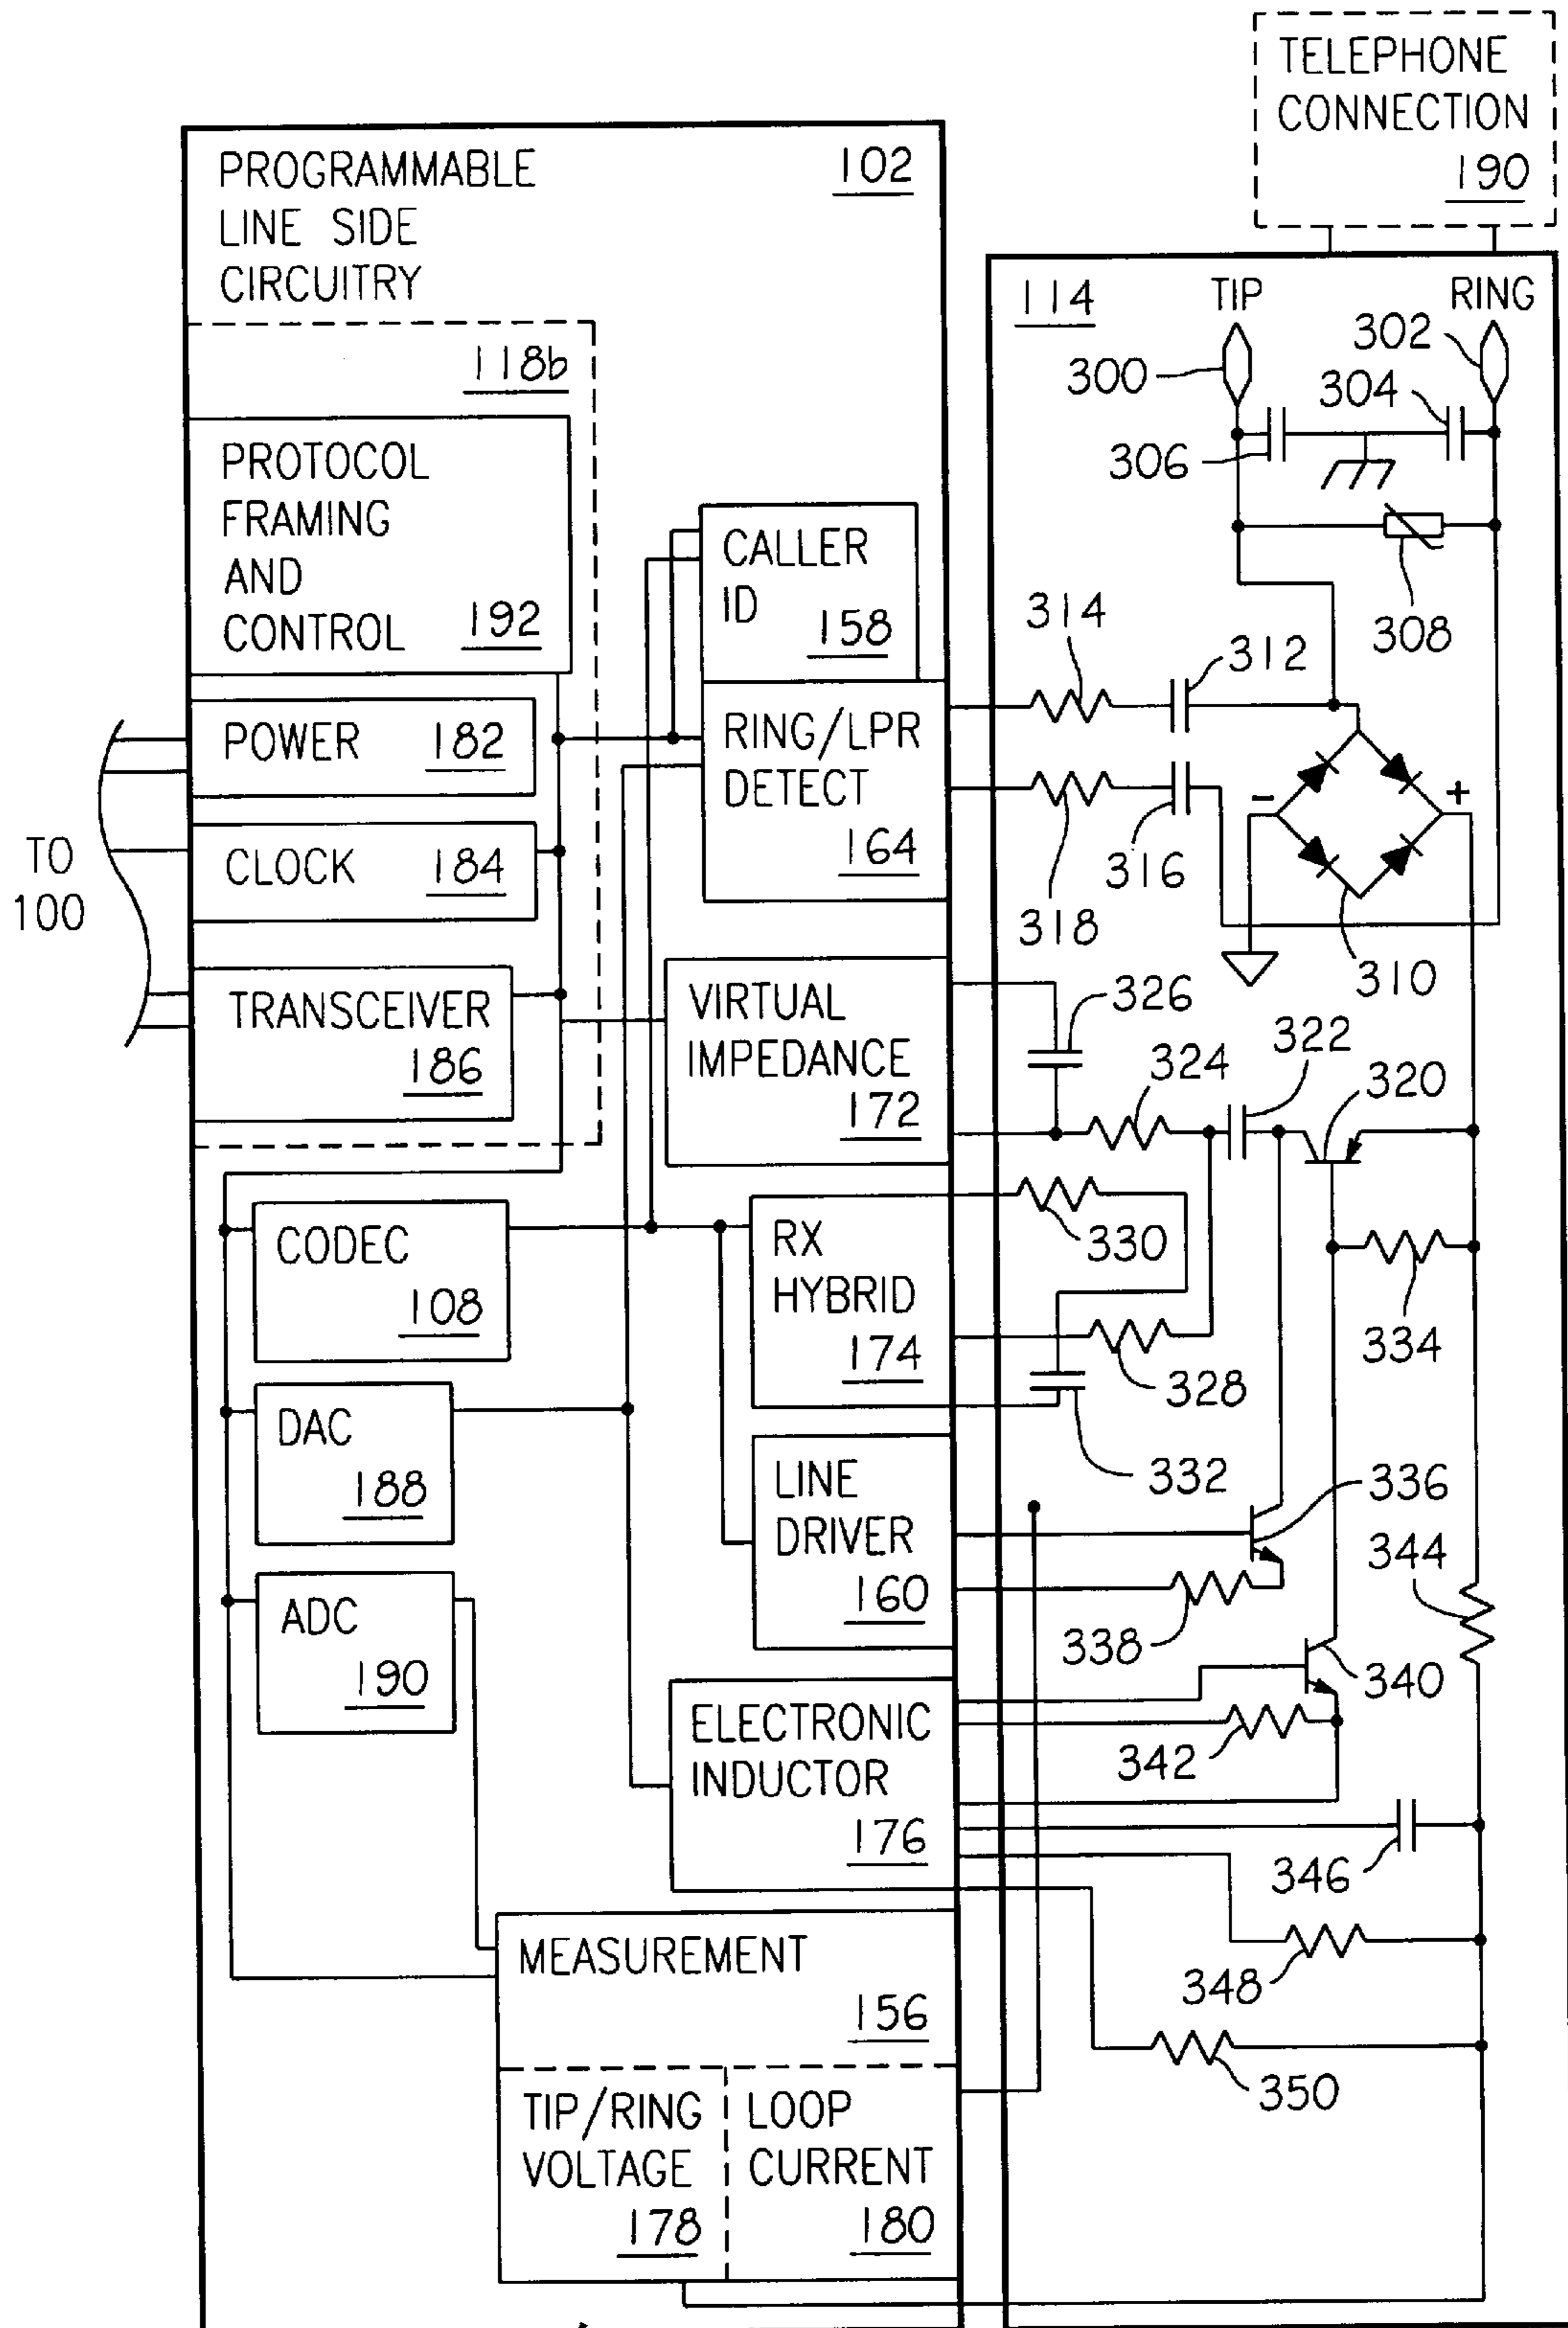 TELEPHONE
CONNECTION
190
PROGRAMMABLE
LINE SIDE
CIRCUITRY
102
118b
PROTOCOL
FRAMING
AND
CONTROL
192
POWER 182
CLOCK 184
TRANSCEIVER
186
TO
100
CALLER
ID
158
RING/LPR
DETECT
164
VIRTUAL
IMPEDANCE
172
CODEC
108
RX
HYBRID
174
DAC
188
LINE
DRIVER
160
ADC
190
ELECTRONIC
INDUCTOR
176
MEASUREMENT
156
TIP/RING
VOLTAGE
178
LOOP
CURRENT
180
114
TIP
RING
300
302
304
306
308
314
312
- +
316
318
310
326
322
324
320
330
334
328
332
336
344
338
340
342
346
348
350